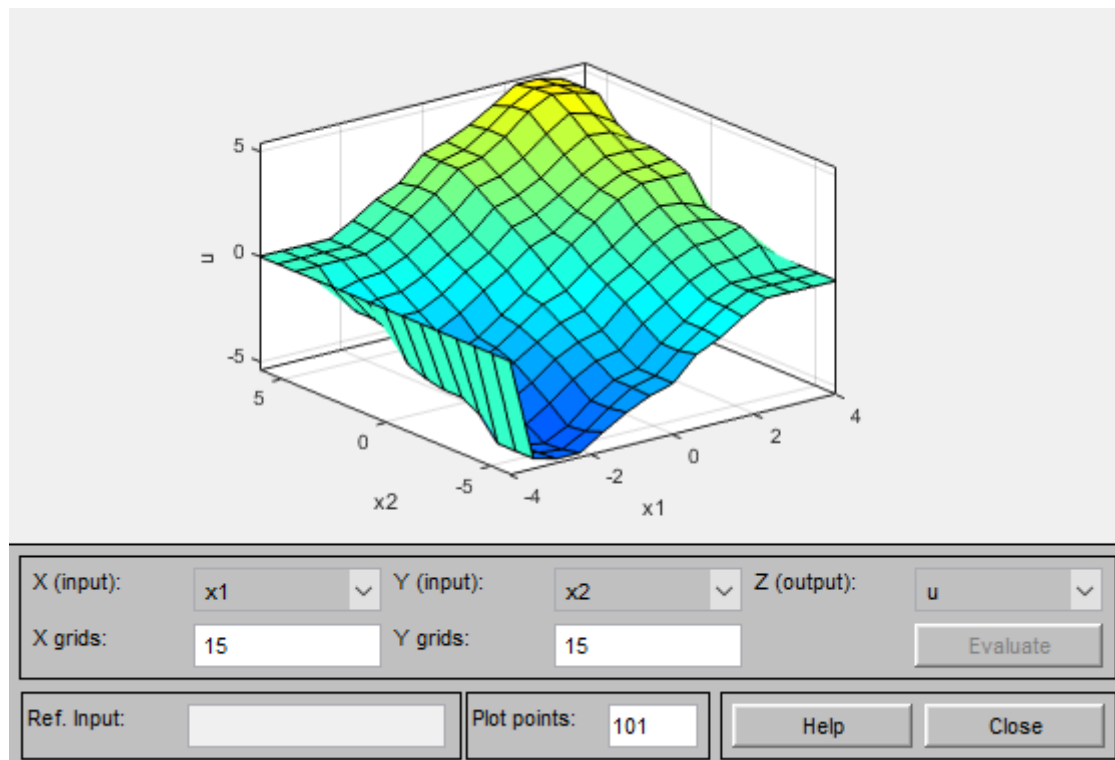 5
0
-5
u
5
0
-5
x2
-4
-2
0
2
4
x1
X (input): x1 Y (input): x2 Z (output): u
X grids: 15 Y grids: 15 Evaluate
Ref. Input: Plot points: 101 Help Close